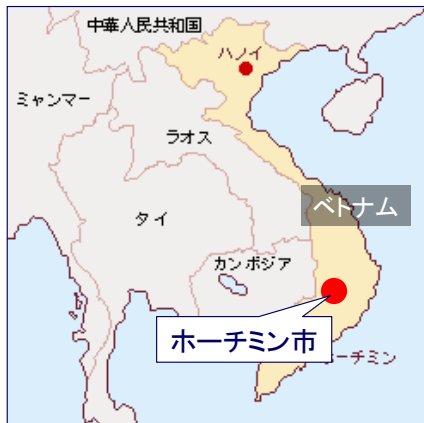 中華人民共和国
ハノイ
ミャンマー
ラオス
ベトナム
タイ
カンボジア
ホーチミン市
ーチミン